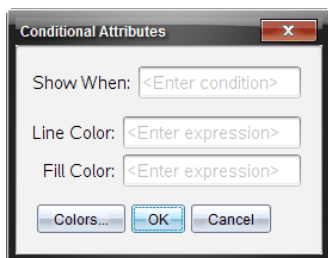 Conditional Attributes
Show When: <Enter condition>
Line Color: <Enter expression>
Fill Color: <Enter expression>
Colors... OK Cancel